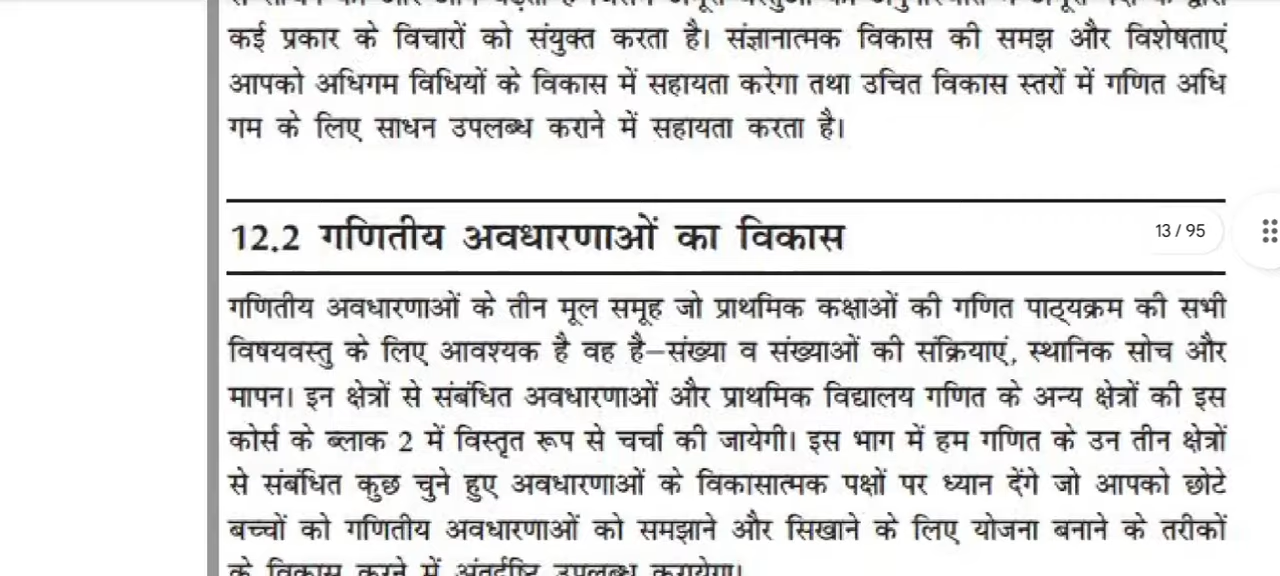 कई प्रकार के विचारों को संयुक्त करता है। संज्ञानात्मक विकास की समझ और विशेषताएं
आपको अधिगम विधियों के विकास में सहायता करेगा तथा उचित विकास स्तरों में गणित अधि
गम के लिए साधन उपलब्ध कराने में सहायता करता है।
12.2 गणितीय अवधारणाओं का विकास
13 / 95
गणितीय अवधारणाओं के तीन मूल समूह जो प्राथमिक कक्षाओं की गणित पाठ्यक्रम की सभी
विषयवस्तु के लिए आवश्यक है वह है–संख्या व संख्याओं की संक्रियाएं, स्थानिक सोच और
मापन। इन क्षेत्रों से संबंधित अवधारणाओं और प्राथमिक विद्यालय गणित के अन्य क्षेत्रों की इस
कोर्स के ब्लाक 2 में विस्तृत रूप से चर्चा की जायेगी। इस भाग में हम गणित के उन तीन क्षेत्रों
से संबंधित कुछ चुने हुए अवधारणाओं के विकासात्मक पक्षों पर ध्यान देंगे जो आपको छोटे
बच्चों को गणितीय अवधारणाओं को समझाने और सिखाने के लिए योजना बनाने के तरीकों
के विकास करने में अंतर्दृष्टि उपलब्ध करायेगा।